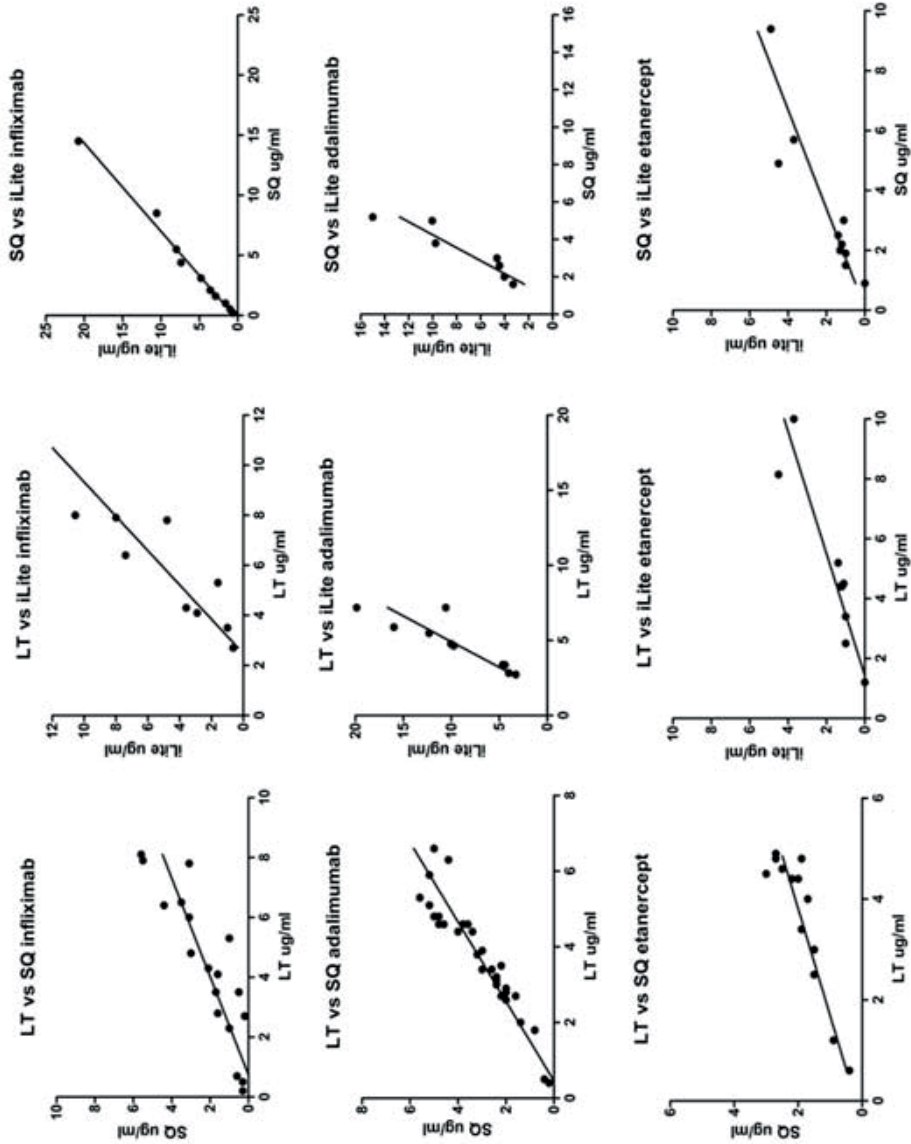 LT vs SQ infliximab
SQ ug/ml
8
6
4
2
0
0 2 4 6 8 10
LT ug/ml
LT vs iLite infliximab
iLite ug/ml
12
10
8
6
4
2
0
0 2 4 6 8 10 12
LT ug/ml
SQ vs iLite infliximab
iLite ug/ml
25
20
15
10
5
0
0 5 10 15 20 25
SQ ug/ml
LT vs SQ adalimumab
SQ ug/ml
8
6
4
2
0
0 2 4 6 8
LT ug/ml
LT vs iLite adalimumab
iLite ug/ml
20
15
10
5
0
0 5 10 15 20
LT ug/ml
SQ vs iLite adalimumab
iLite ug/ml
15
10
8
6
4
2
0
0 2 4 6 8 10 12 14 16
SQ ug/ml
LT vs SQ etanercept
SQ ug/ml
6
4
2
0
0 2 4 6
LT ug/ml
LT vs iLite etanercept
iLite ug/ml
10
8
6
4
2
0
0 2 4 6 8 10
LT ug/ml
SQ vs iLite etanercept
iLite ug/ml
10
8
6
4
2
0
0 2 4 6 8 10
SQ ug/ml